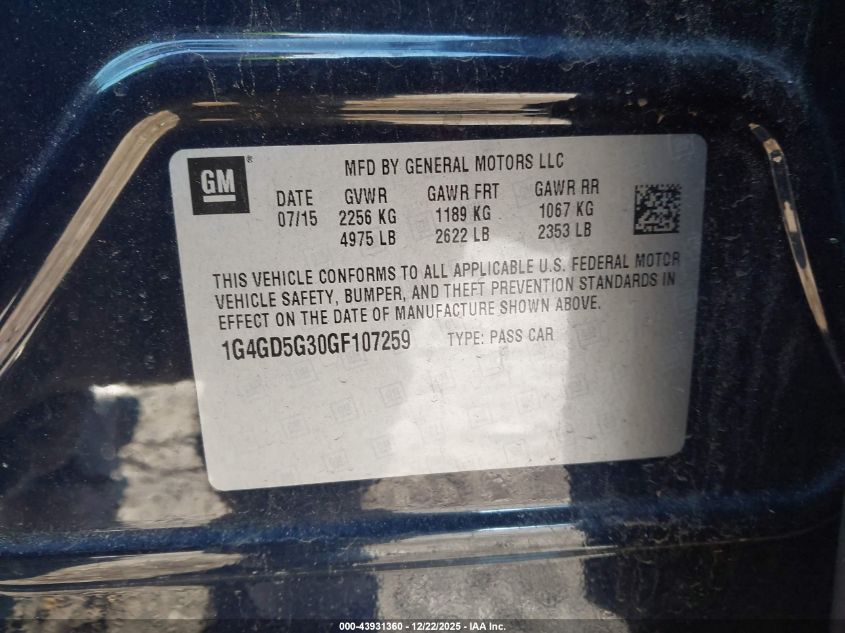 GM ®
MFD BY GENERAL MOTORS LLC
DATE GVWR GAWR FRT GAWR RR
07/15 2256 KG 1189 KG 1067 KG
4975 LB 2622 LB 2353 LB
THIS VEHICLE CONFORMS TO ALL APPLICABLE U.S. FEDERAL MOTOR
VEHICLE SAFETY, BUMPER, AND THEFT PREVENTION STANDARDS IN
EFFECT ON THE DATE OF MANUFACTURE SHOWN ABOVE.
1G4GD5G30GF107259 TYPE: PASS CAR
000-43931360 - 12/22/2025 - IAA Inc.